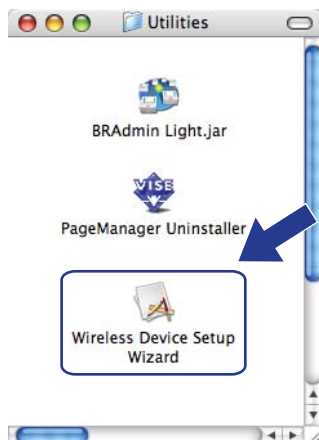 Utilities
BRAdmin Light.jar
VISE
PageManager Uninstaller
Wireless Device Setup
Wizard